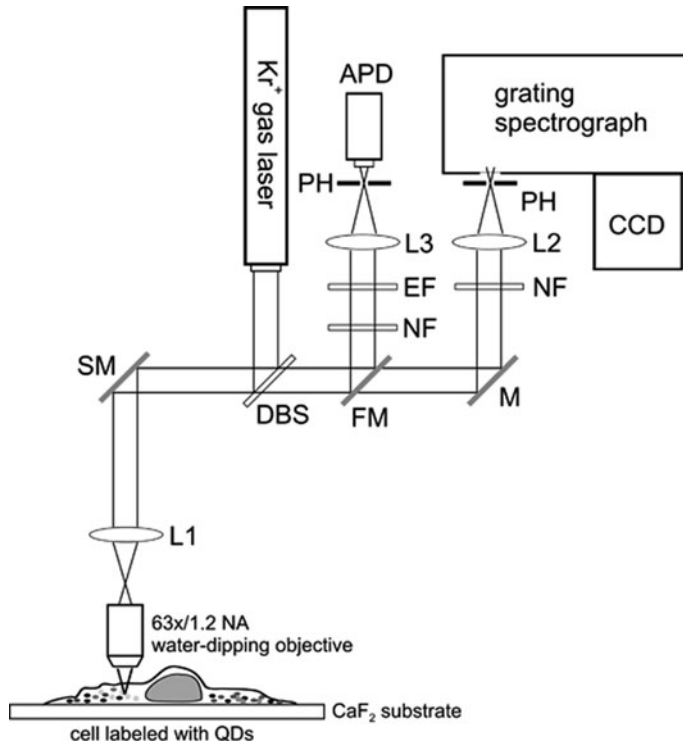 Kr⁺ gas laser
APD
grating
spectrograph
PH
PH
CCD
L3
L2
EF
NF
NF
SM
DBS
FM
M
L1
63x/1.2 NA
water-dipping objective
CaF₂ substrate
cell labeled with QDs